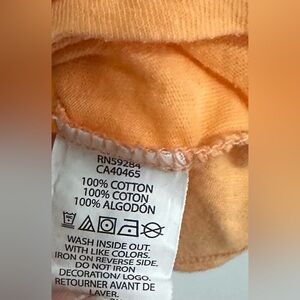 RN59284
CA40465
100% COTTON
100% COTON
100% ALGODÓN
WASH INSIDE OUT.
WITH LIKE COLORS.
IRON ON REVERSE SIDE.
DO NOT IRON
DECORATION/ LOGO.
RETOURNER AVANT DE
LAVER.